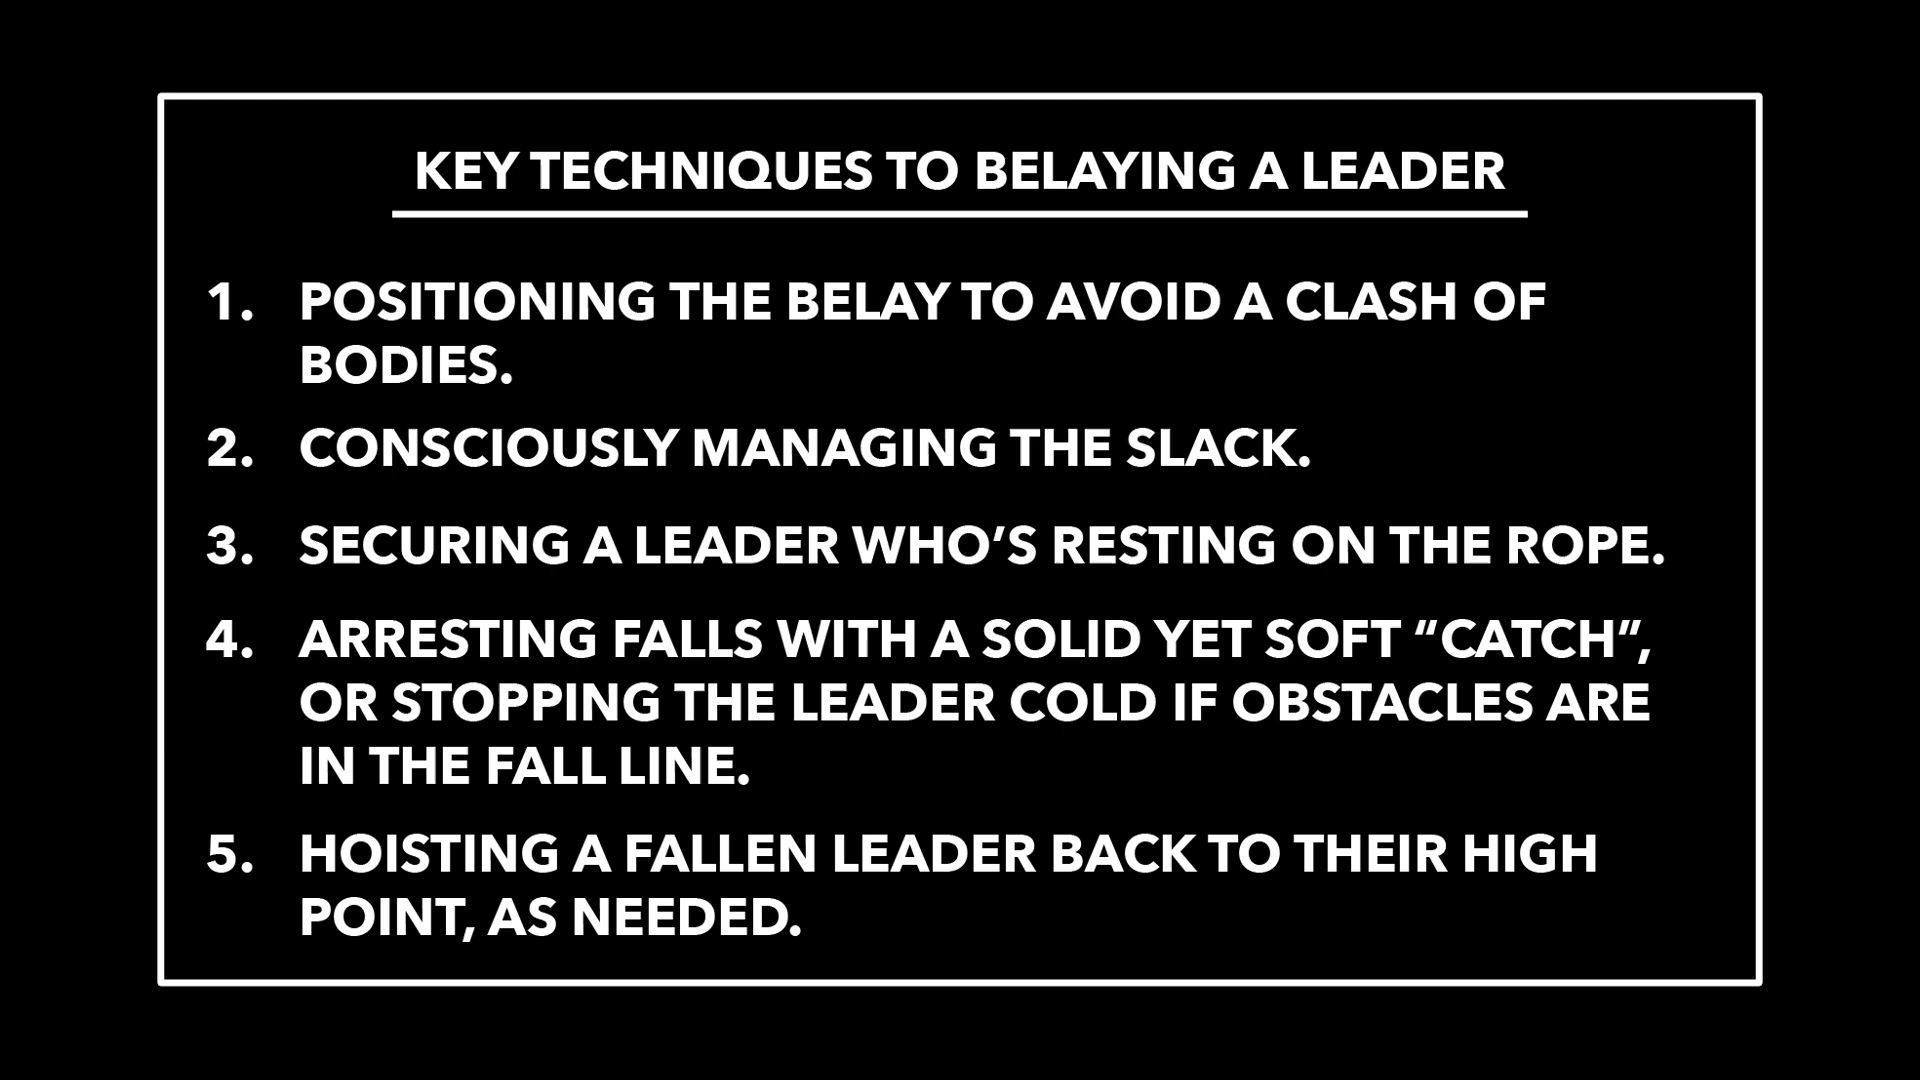 KEY TECHNIQUES TO BELAYING A LEADER
1. POSITIONING THE BELAY TO AVOID A CLASH OF
BODIES.
2. CONSCIOUSLY MANAGING THE SLACK.
3. SECURING A LEADER WHO’S RESTING ON THE ROPE.
4. ARRESTING FALLS WITH A SOLID YET SOFT “CATCH”,
OR STOPPING THE LEADER COLD IF OBSTACLES ARE
IN THE FALL LINE.
5. HOISTING A FALLEN LEADER BACK TO THEIR HIGH
POINT, AS NEEDED.